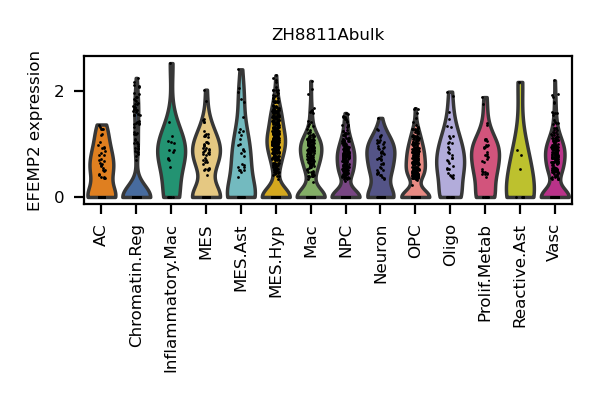 ZH8811Abulk
EFEMP2 expression
2
0
AC
Chromatin.Reg
Inflammatory.Mac
MES
MES.Ast
MES.Hyp
Mac
NPC
Neuron
OPC
Oligo
Prolif.Metab
Reactive.Ast
Vasc